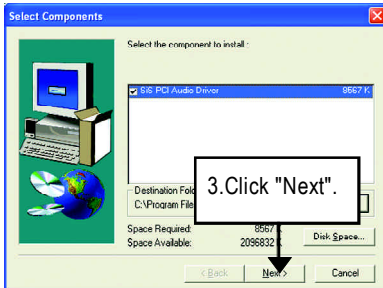 Select Components
Select the component to install :
SiS PCI Audio Driver 8567 K
Destination Fold
C:\Program File
3.Click "Next".
Space Required: 8567
Space Available: 2096832 K
Disk Space...
< Back Next > Cancel